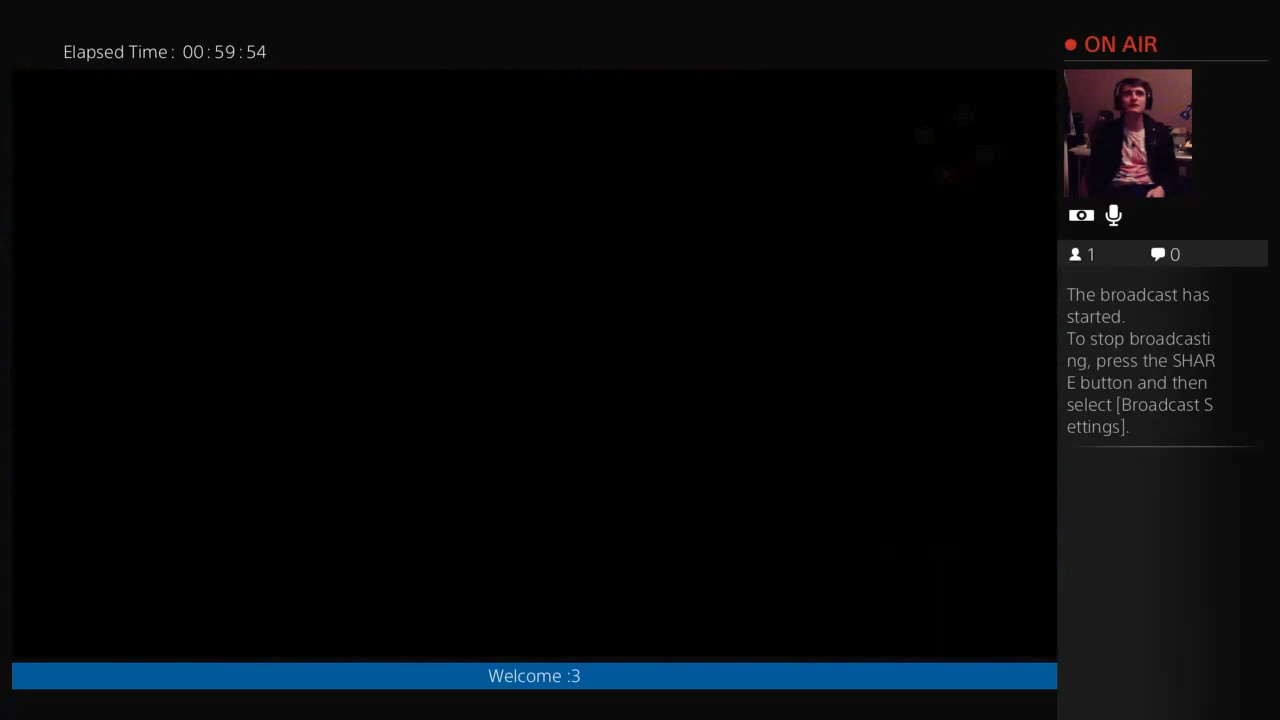 Elapsed Time: 00:59:54
ON AIR
1
0
The broadcast has
started.
To stop broadcasti
ng, press the SHAR
E button and then
select [Broadcast S
ettings].
Welcome :3